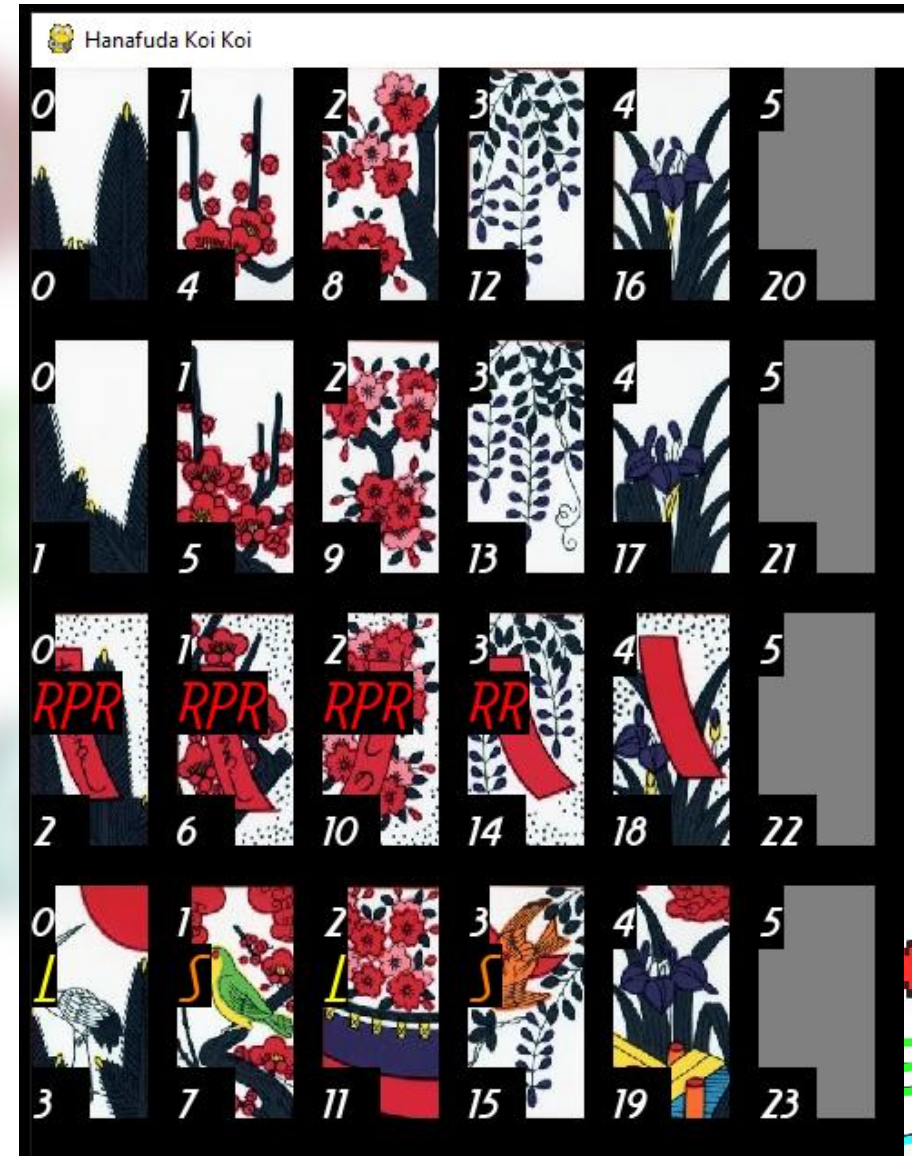 Hanafuda Koi Koi
0 1 2 3 4 5
0 4 8 12 16 20
0 1 2 3 4 5
1 5 9 13 17 21
0 1 2 3 4 5
RPR RPR RPR RR
2 6 10 14 18 22
0 1 2 3 4 5
L S L S
3 7 11 15 19 23